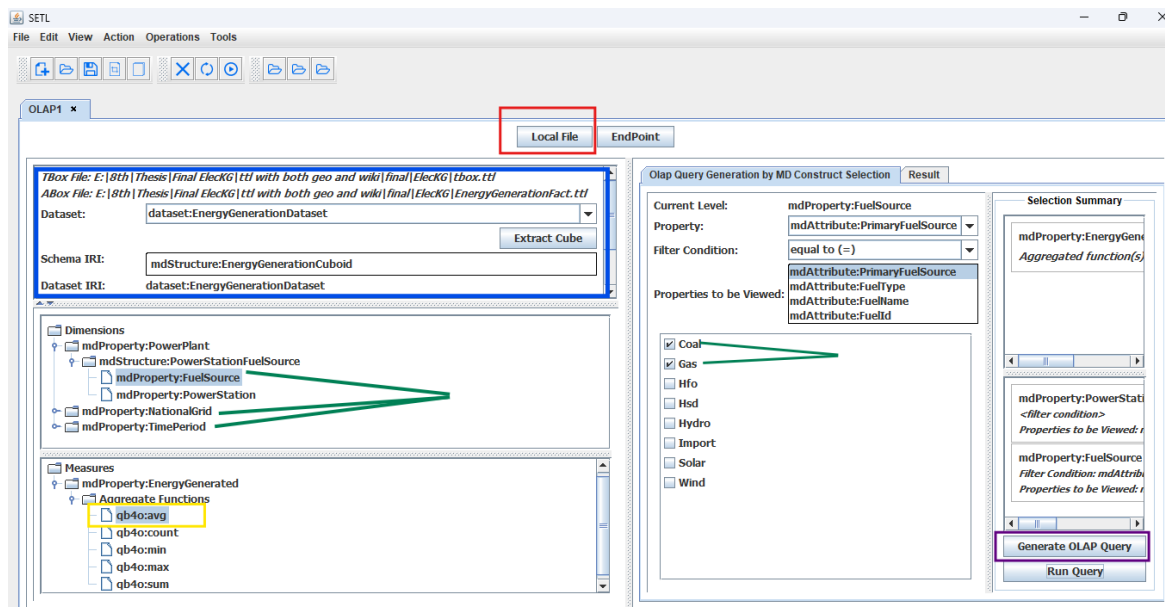 SETL
File Edit View Action Operations Tools
OLAP1
Local File EndPoint
TBox File: E:|8th|Thesis|Final ElecKG|ttl with both geo and wiki|final|ElecKG|tbox.ttl
ABox File: E:|8th|Thesis|Final ElecKG|ttl with both geo and wiki|final|ElecKG|EnergyGenerationFact.ttl
Dataset: dataset:EnergyGenerationDataset
Extract Cube
Schema IRI: mdStructure:EnergyGenerationCuboid
Dataset IRI: dataset:EnergyGenerationDataset
Dimensions
mdProperty:PowerPlant
mdStructure:PowerStationFuelSource
mdProperty:FuelSource
mdProperty:PowerStation
mdProperty:NationalGrid
mdProperty:TimePeriod
Measures
mdProperty:EnergyGenerated
Aggregate Functions
qb4o:avg
qb4o:count
qb4o:min
qb4o:max
qb4o:sum
Olap Query Generation by MD Construct Selection Result
Current Level: mdProperty:FuelSource
Property: mdAttribute:PrimaryFuelSource
Filter Condition: equal to (=)
mdAttribute:PrimaryFuelSource
mdAttribute:FuelType
Properties to be Viewed:
mdAttribute:FuelName
mdAttribute:FuelId
Coal
Gas
Hfo
Hsd
Hydro
Import
Solar
Wind
Selection Summary
mdProperty:EnergyGene
Aggregated function(s)
mdProperty:PowerStati
<filter condition>
Properties to be Viewed:
mdProperty:FuelSource
Filter Condition: mdAttrib
Properties to be Viewed:
Generate OLAP Query
Run Query